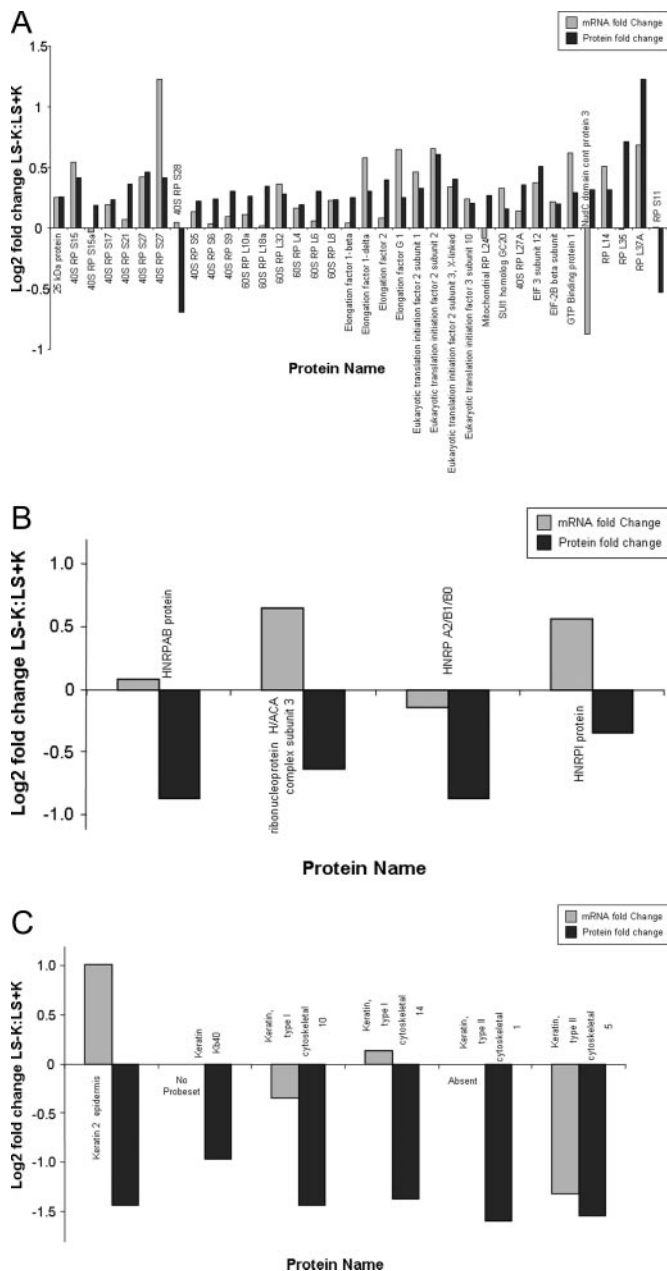 A
mRNA fold Change
Protein fold change
Log2 fold change LS-K:LS+K
1.5
1
0.5
0
-0.5
-1
25 kDa protein
40S RP S15
40S RP S15a
40S RP S17
40S RP S21
40S RP S27
40S RP S27
40S RP S28
40S RP S5
40S RP S6
40S RP S9
60S RP L10a
60S RP L18a
60S RP L32
60S RP L4
60S RP L6
60S RP L8
Elongation factor 1-beta
Elongation factor 1-delta
Elongation factor 2
Elongation factor G 1
Eukaryotic translation initiation factor 2 subunit 1
Eukaryotic translation initiation factor 2 subunit 2
Eukaryotic translation initiation factor 2 subunit 3, X-linked
Eukaryotic translation initiation factor 3 subunit 10
Mitochondrial RP L24
SUI1 homolog GC20
40S RP L27A
EIF 3 subunit 12
EIF-2B beta subunit
GTP Binding protein 1
NudC domain cont protein 3
RP L14
RP L35
RP L37A
RP S11
Protein Name
B
mRNA fold Change
Protein fold change
Log2 fold change LS-K:LS+K
1.0
0.5
0
-0.5
-1.0
HNRPAB protein
ribonucleoprotein H/ACA
complex subunit 3
HNRP A2/B1/B0
HNRPI protein
Protein Name
C
mRNA fold Change
Protein fold change
Log2 fold change LS-K:LS+K
1.0
0.5
0
-0.5
-1.0
-1.5
Keratin 2 epidermis
Keratin
Kb40
No
Probeset
Keratin,
type I
cytoskeletal
10
Keratin,
type I
cytoskeletal
14
Keratin,
type II
cytoskeletal
1
Absent
Keratin,
type II
cytoskeletal
5
Protein Name